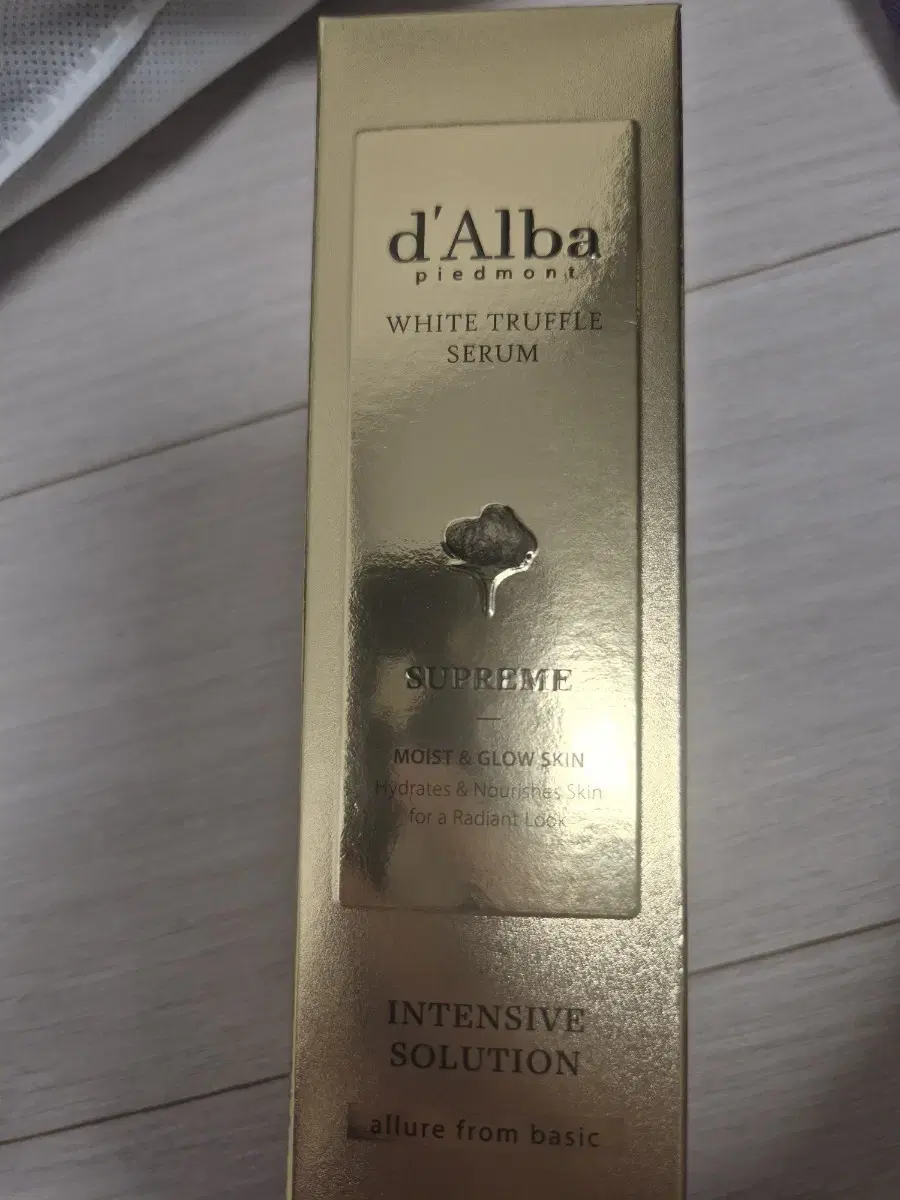 d'Alba
piedmont
WHITE TRUFFLE
SERUM
SUPREME
MOIST & GLOW SKIN
Hydrates & Nourishes Skin
for a Radiant Look
INTENSIVE
SOLUTION
allure from basic